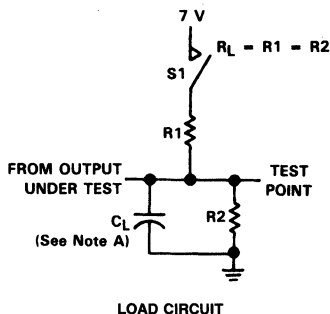 7 V
R_L = R1 = R2
S1
R1
FROM OUTPUT
UNDER TEST
TEST
POINT
C_L
(See Note A)
R2
LOAD CIRCUIT